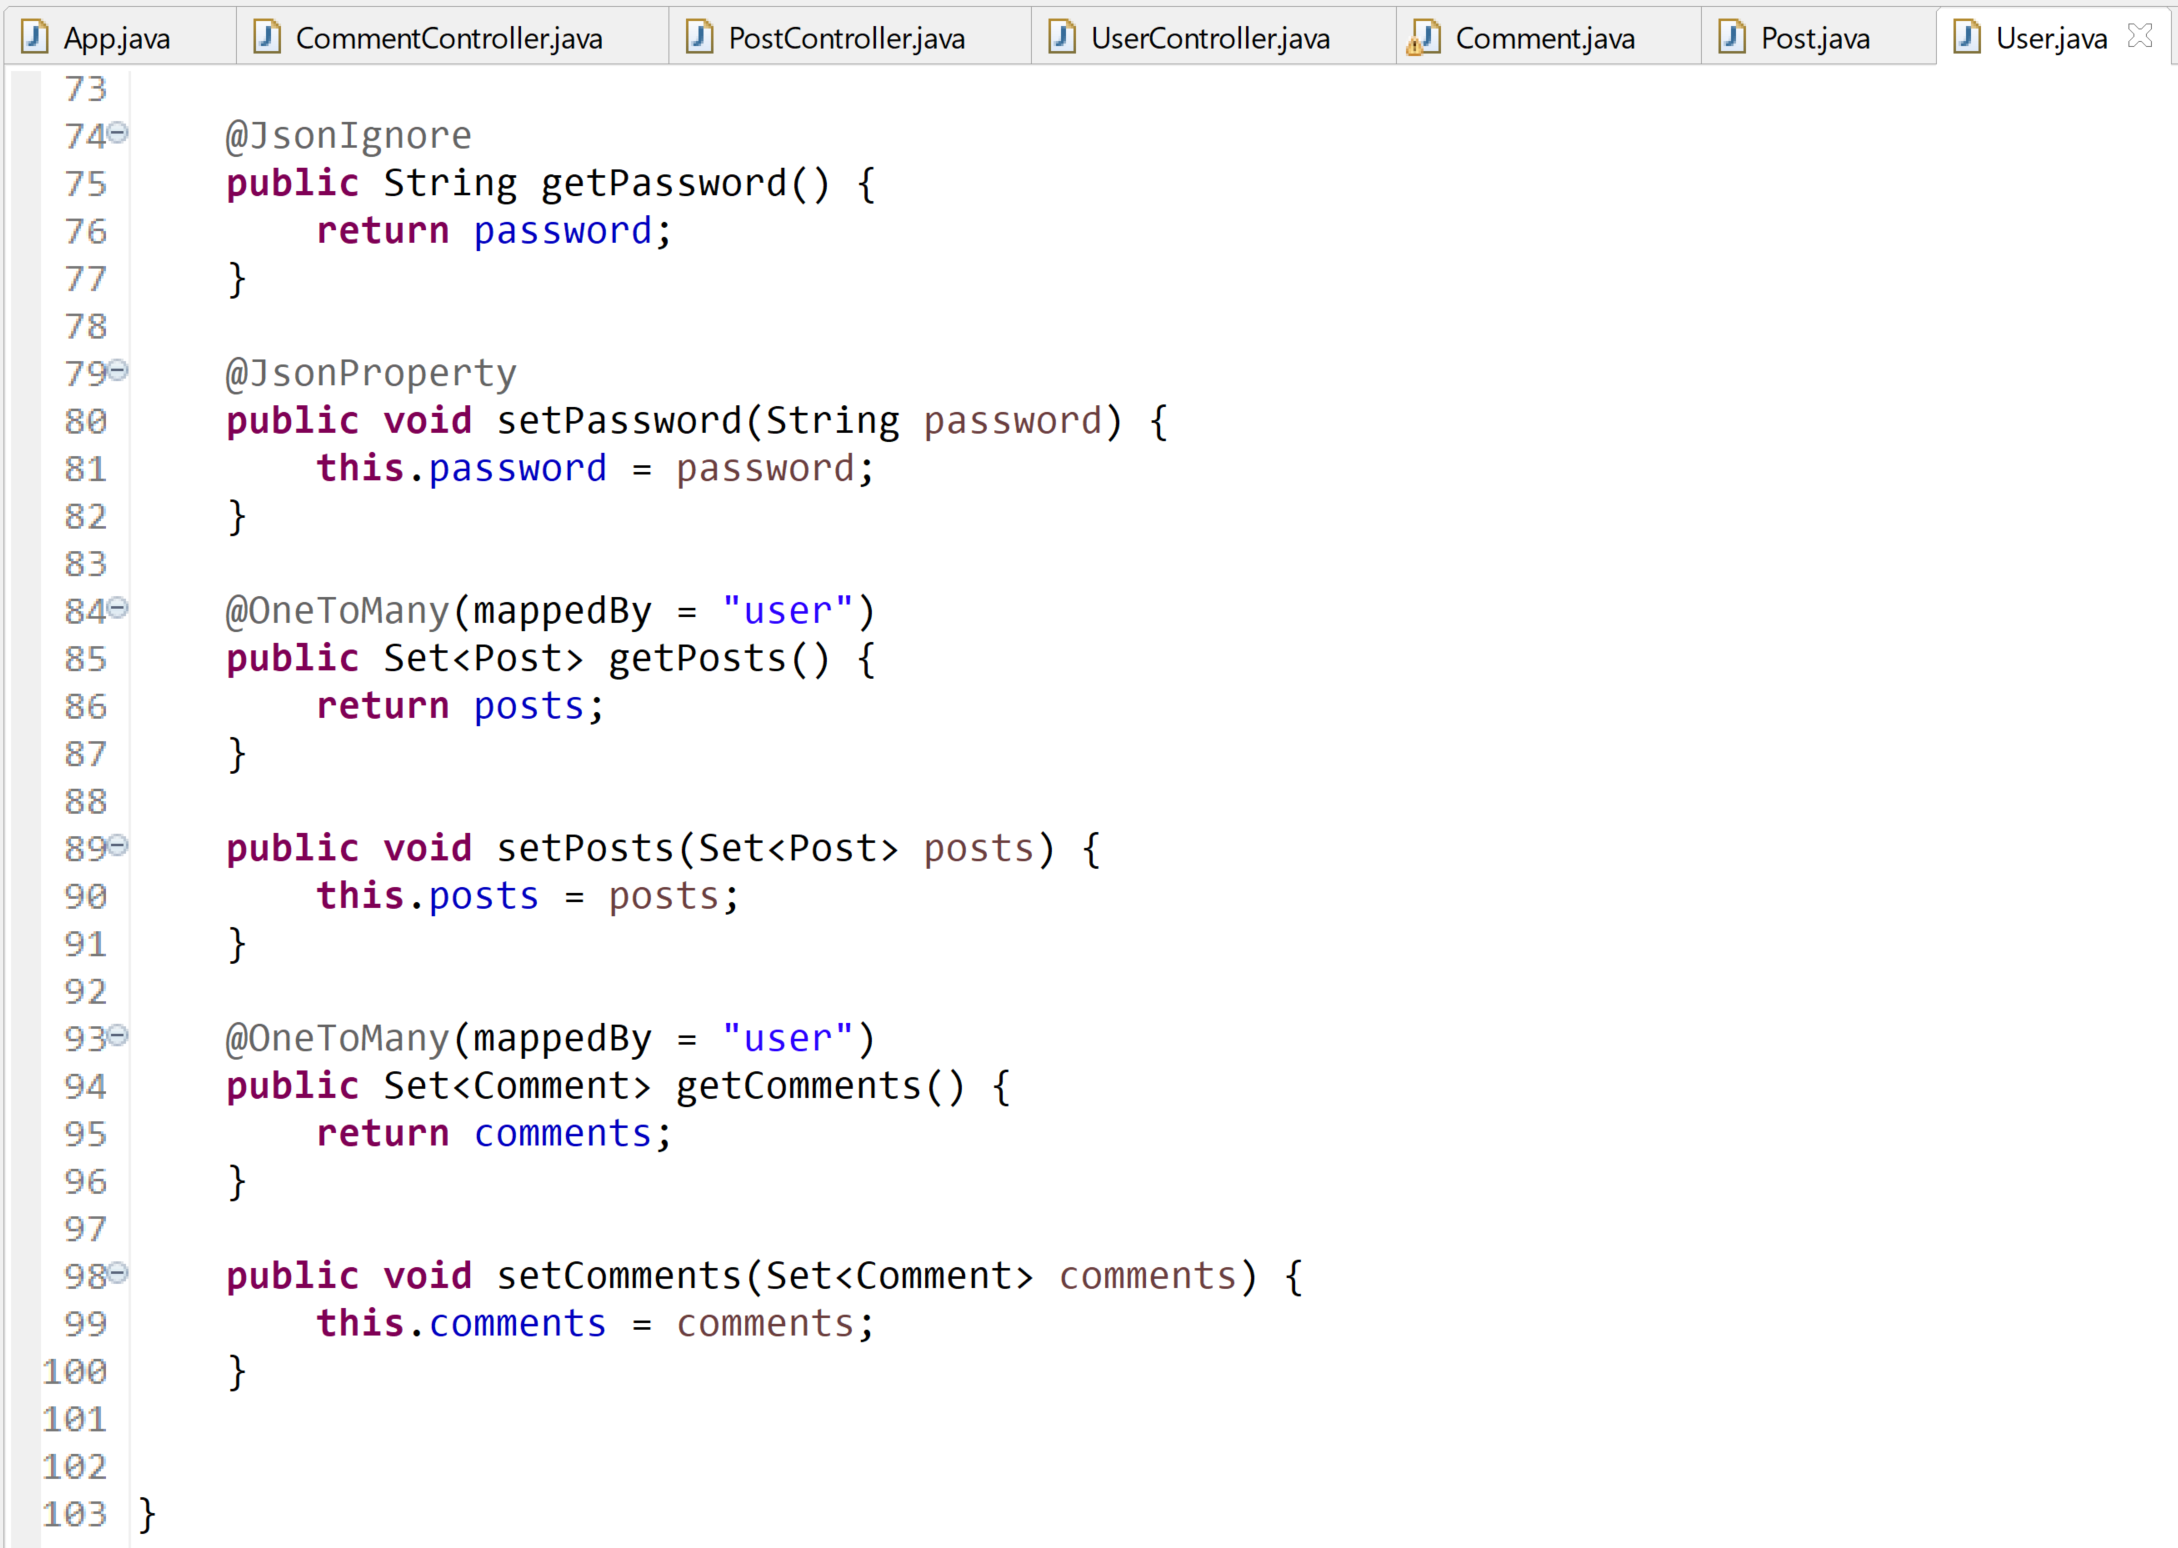 App.java CommentController.java PostController.java UserController.java Comment.java Post.java User.java
73
74 @JsonIgnore
75 public String getPassword() {
76 return password;
77 }
78
79 @JsonProperty
80 public void setPassword(String password) {
81 this.password = password;
82 }
83
84 @OneToMany(mappedBy = "user")
85 public Set<Post> getPosts() {
86 return posts;
87 }
88
89 public void setPosts(Set<Post> posts) {
90 this.posts = posts;
91 }
92
93 @OneToMany(mappedBy = "user")
94 public Set<Comment> getComments() {
95 return comments;
96 }
97
98 public void setComments(Set<Comment> comments) {
99 this.comments = comments;
100 }
101
102
103 }